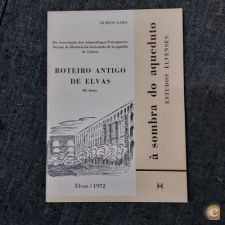 EURICO GAMA
Da Associação dos Arqueólogos Portugueses
Secção de História da Sociedade de Geografia
de Lisboa
ROTEIRO ANTIGO
DE ELVAS
III Série
Elvas / 1972
à sombra do aqueduto
ESTUDOS ELVENSES